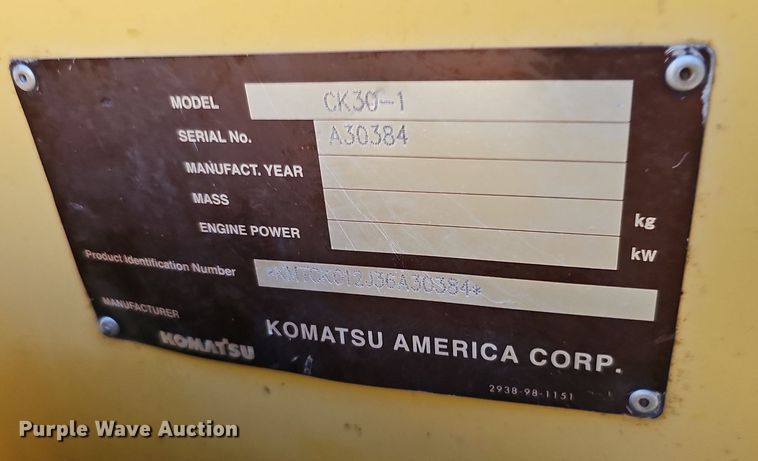 MODEL CK30-1
SERIAL No. A30384
MANUFACT. YEAR
MASS kg
ENGINE POWER kW
Product Identification Number *KMT0K012J36A30384*
MANUFACTURER
KOMATSU KOMATSU AMERICA CORP.
2938-98-1151
Purple Wave Auction